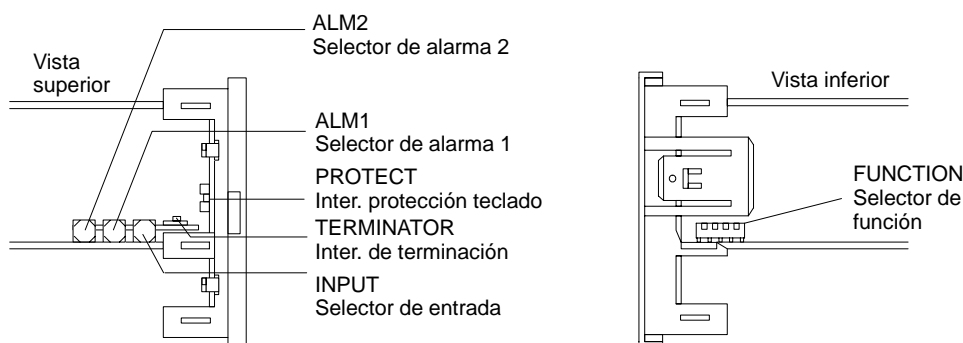 Vista
superior
ALM2
Selector de alarma 2
ALM1
Selector de alarma 1
PROTECT
Inter. protección teclado
TERMINATOR
Inter. de terminación
INPUT
Selector de entrada
Vista inferior
FUNCTION
Selector de
función